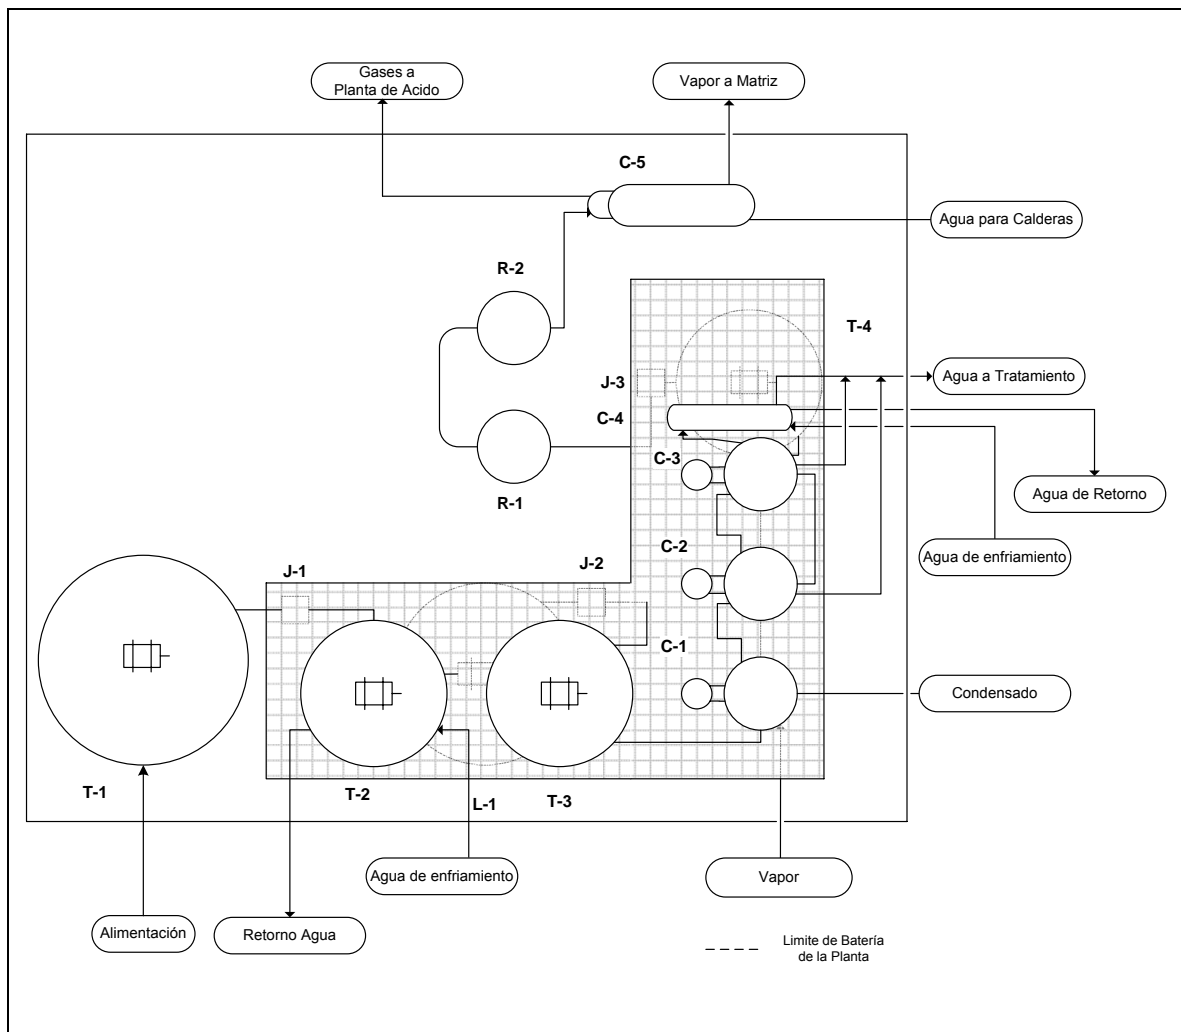 Gases a
Planta de Acido
Vapor a Matriz
C-5
Agua para Calderas
R-2
T-4
J-3
Agua a Tratamiento
C-4
C-3
R-1
Agua de Retorno
C-2
Agua de enfriamiento
J-2
J-1
C-1
Condensado
T-1
T-2
L-1
T-3
Agua de enfriamiento
Vapor
Alimentación
Retorno Agua
Limite de Batería
de la Planta